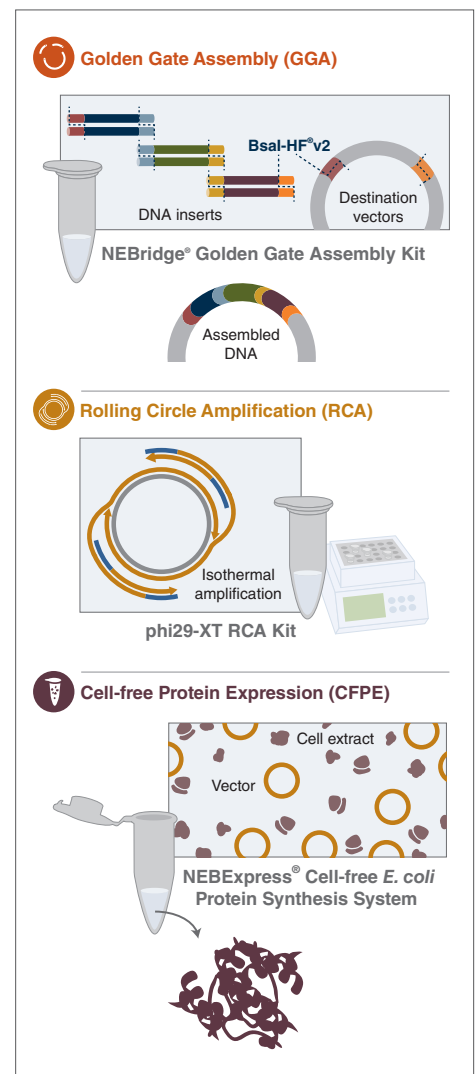 Golden Gate Assembly (GGA)
BsaI-HF®v2
DNA inserts
Destination
vectors
NEBridge® Golden Gate Assembly Kit
Assembled
DNA
Rolling Circle Amplification (RCA)
Isothermal
amplification
phi29-XT RCA Kit
Cell-free Protein Expression (CFPE)
Cell extract
Vector
NEBExpress® Cell-free E. coli
Protein Synthesis System